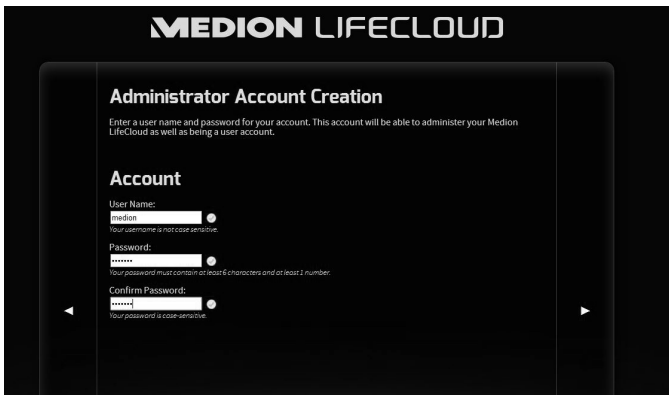 MEDION LIFECLOUD
Administrator Account Creation
Enter a user name and password for your account. This account will be able to administer your Medion
LifeCloud as well as being a user account.
Account
User Name:
medion
Your username is not case sensitive.
Password:
•••••••
Your password must contain at least 6 characters and at least 1 number.
Confirm Password:
•••••••
Your password is case-sensitive.